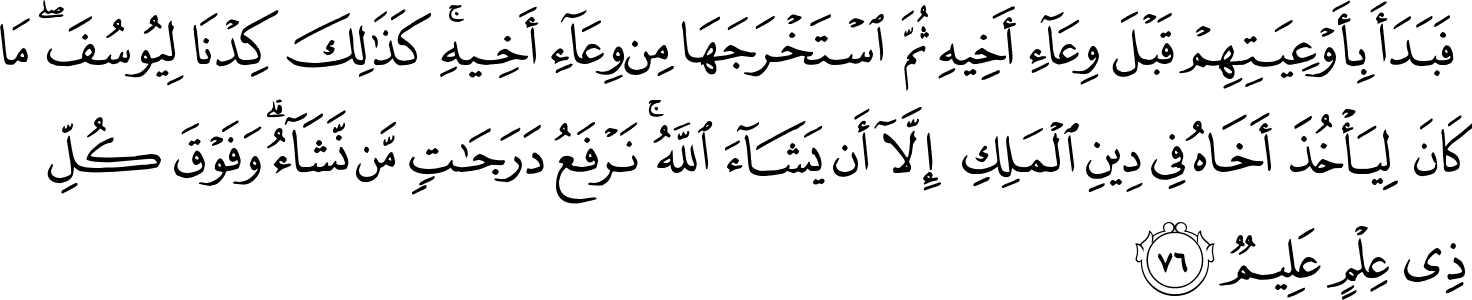 فَبَدَأَ بِأَوْعِيَتِهِمْ قَبْلَ وِعَآءِ أَخِيهِ ثُمَّ ٱسْتَخْرَجَهَا مِن وِعَآءِ أَخِيهِ ۚ كَذَٰلِكَ كِدْنَا لِيُوسُفَ ۖ مَا
كَانَ لِيَأْخُذَ أَخَاهُ فِى دِينِ ٱلْمَلِكِ إِلَّآ أَن يَشَآءَ ٱللَّهُ ۚ نَرْفَعُ دَرَجَـٰتٍ مَّن نَّشَآءُ ۗ وَفَوْقَ كُلِّ
ذِى عِلْمٍ عَلِيمٌ ٧٦